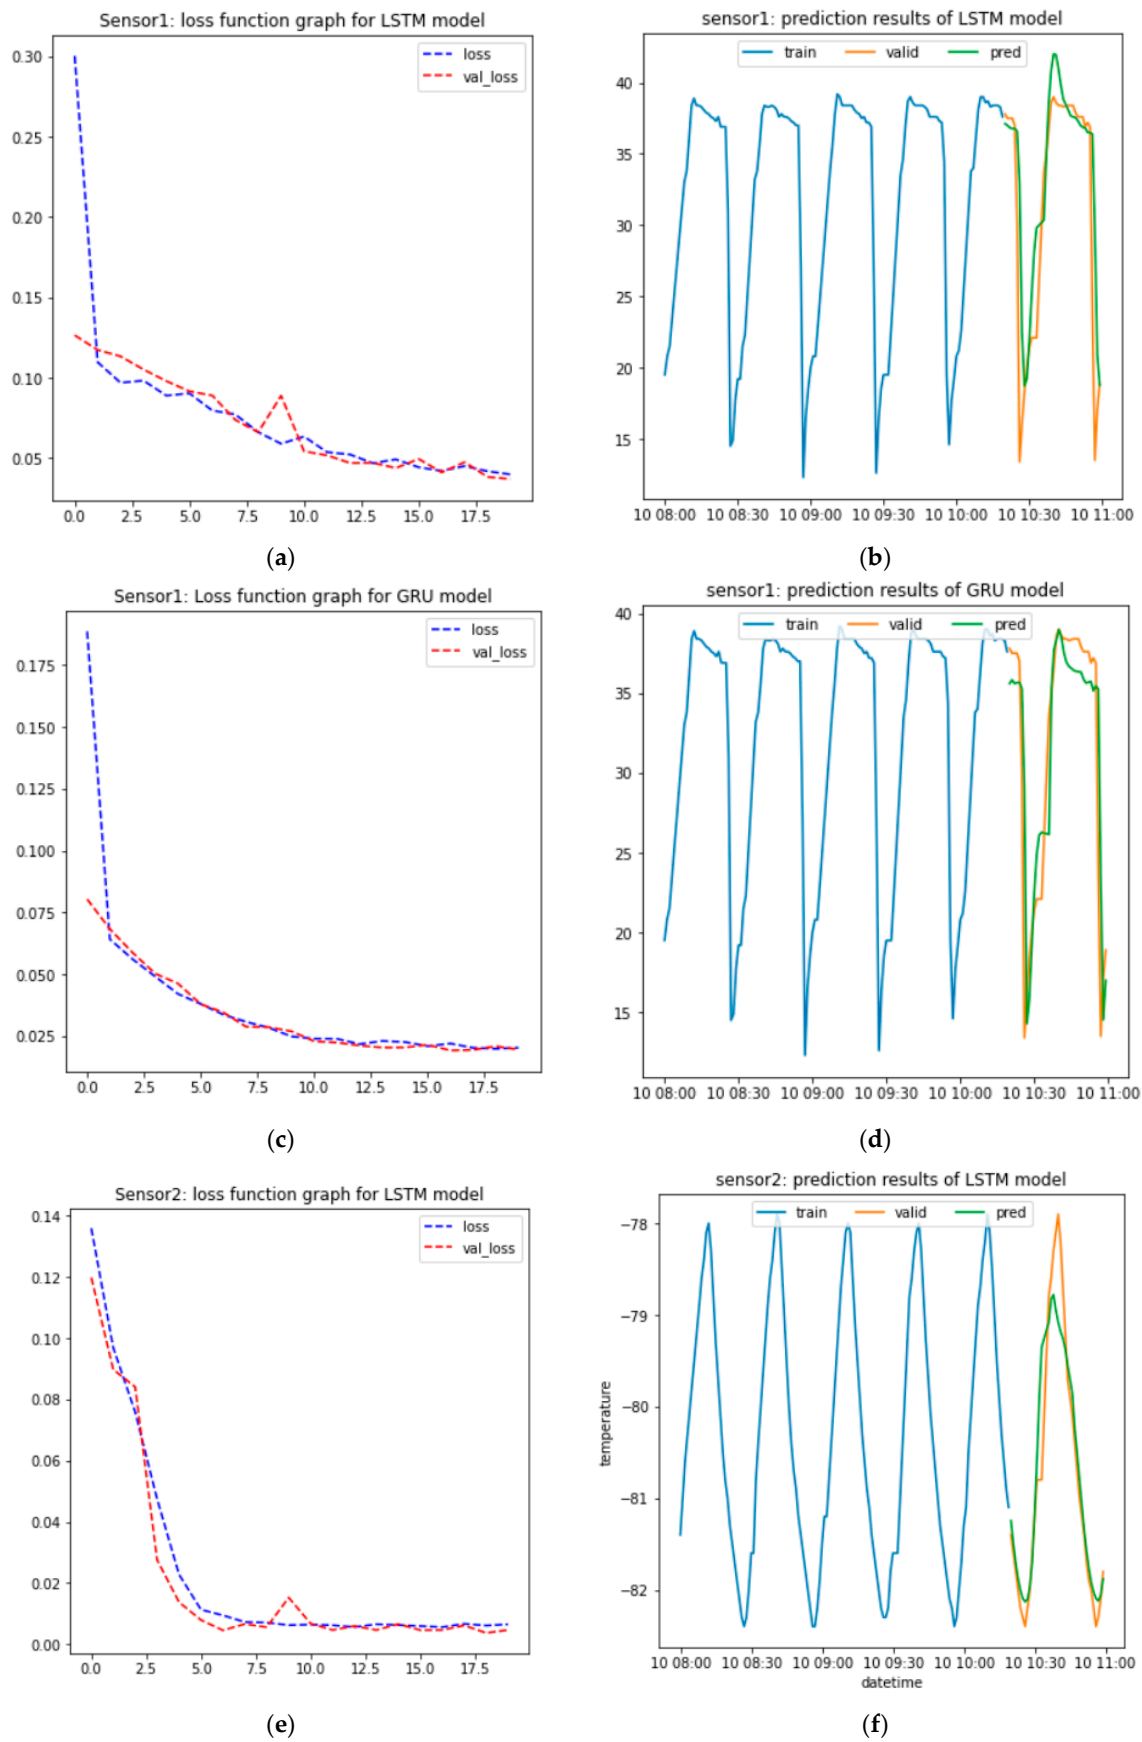 Sensor1: loss function graph for LSTM model
loss
val_loss
0.30
0.25
0.20
0.15
0.10
0.05
0.0 2.5 5.0 7.5 10.0 12.5 15.0 17.5
(a)
sensor1: prediction results of LSTM model
train valid pred
40
35
30
25
20
15
10 08:00 10 08:30 10 09:00 10 09:30 10 10:00 10 10:30 10 11:00
(b)
Sensor1: Loss function graph for GRU model
loss
val_loss
0.175
0.150
0.125
0.100
0.075
0.050
0.025
0.0 2.5 5.0 7.5 10.0 12.5 15.0 17.5
(c)
sensor1: prediction results of GRU model
train valid pred
40
35
30
25
20
15
10 08:00 10 08:30 10 09:00 10 09:30 10 10:00 10 10:30 10 11:00
(d)
Sensor2: loss function graph for LSTM model
loss
val_loss
0.14
0.12
0.10
0.08
0.06
0.04
0.02
0.00
0.0 2.5 5.0 7.5 10.0 12.5 15.0 17.5
(e)
sensor2: prediction results of LSTM model
train valid pred
−78
−79
−80
−81
−82
temperature
10 08:00 10 08:30 10 09:00 10 09:30 10 10:00 10 10:30 10 11:00
datetime
(f)